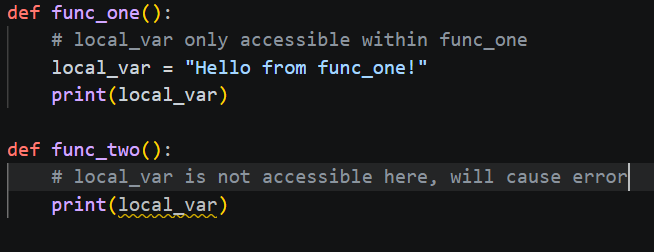 def func_one():
    # local_var only accessible within func_one
    local_var = "Hello from func_one!"
    print(local_var)

def func_two():
    # local_var is not accessible here, will cause error
    print(local_var)